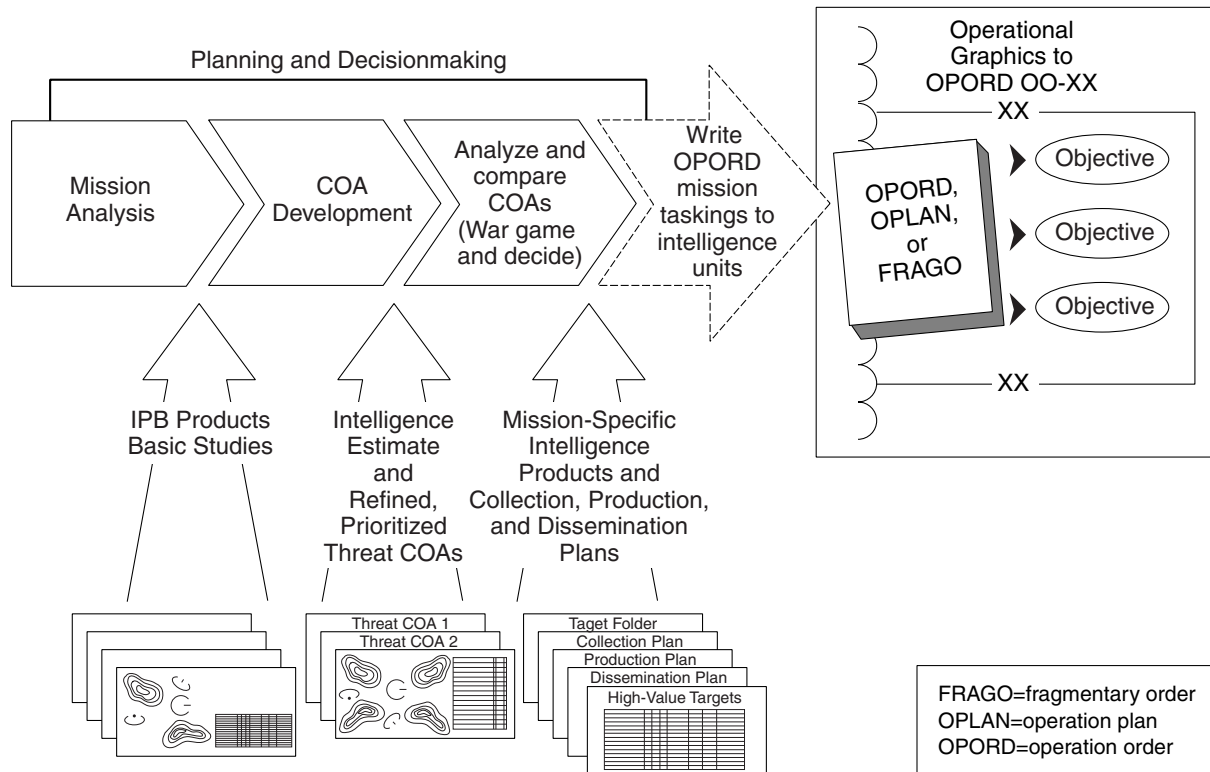 Planning and Decisionmaking
Mission
Analysis
COA
Development
Analyze and
compare
COAs
(War game
and decide)
Write
OPORD
mission
taskings to
intelligence
units
Operational
Graphics to
OPORD OO-XX
XX
OPORD,
OPLAN,
or
FRAGO
Objective
Objective
Objective
XX
IPB Products
Basic Studies
Intelligence
Estimate
and
Refined,
Prioritized
Threat COAs
Mission-Specific
Intelligence
Products and
Collection, Production,
and Dissemination
Plans
Threat COA 1
Threat COA 2
Taget Folder
Collection Plan
Production Plan
Dissemination Plan
High-Value Targets
FRAGO=fragmentary order
OPLAN=operation plan
OPORD=operation order